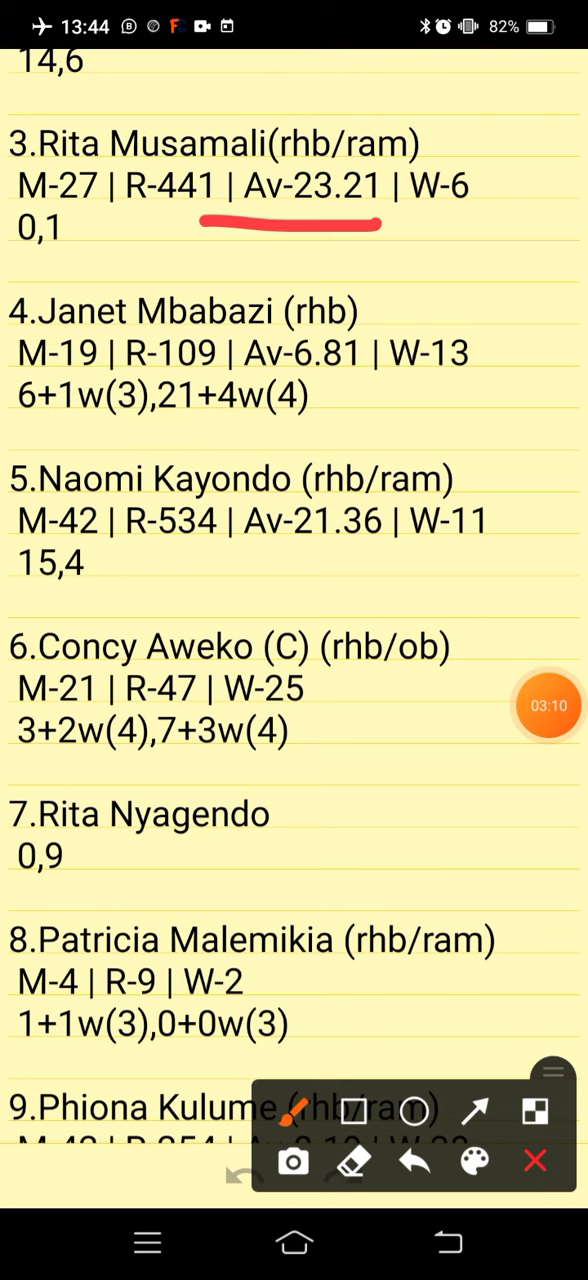 13:44
82%
14,6
3.Rita Musamali(rhb/ram)
M-27 | R-441 | Av-23.21 | W-6
0,1
4.Janet Mbabazi (rhb)
M-19 | R-109 | Av-6.81 | W-13
6+1w(3),21+4w(4)
5.Naomi Kayondo (rhb/ram)
M-42 | R-534 | Av-21.36 | W-11
15,4
6.Concy Aweko (C) (rhb/ob)
M-21 | R-47 | W-25
3+2w(4),7+3w(4)
03:10
7.Rita Nyagendo
0,9
8.Patricia Malemikia (rhb/ram)
M-4 | R-9 | W-2
1+1w(3),0+0w(3)
9.Phiona Kulume (rhb/ram)